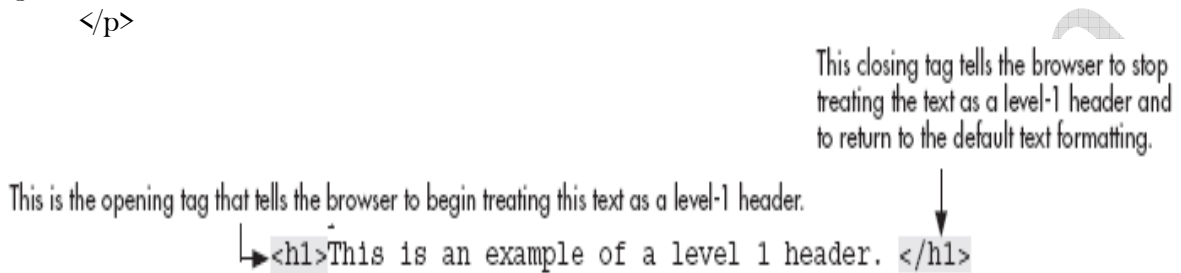 </p>
This closing tag tells the browser to stop
treating the text as a level-1 header and
to return to the default text formatting.
This is the opening tag that tells the browser to begin treating this text as a level-1 header.
<h1>This is an example of a level 1 header. </h1>